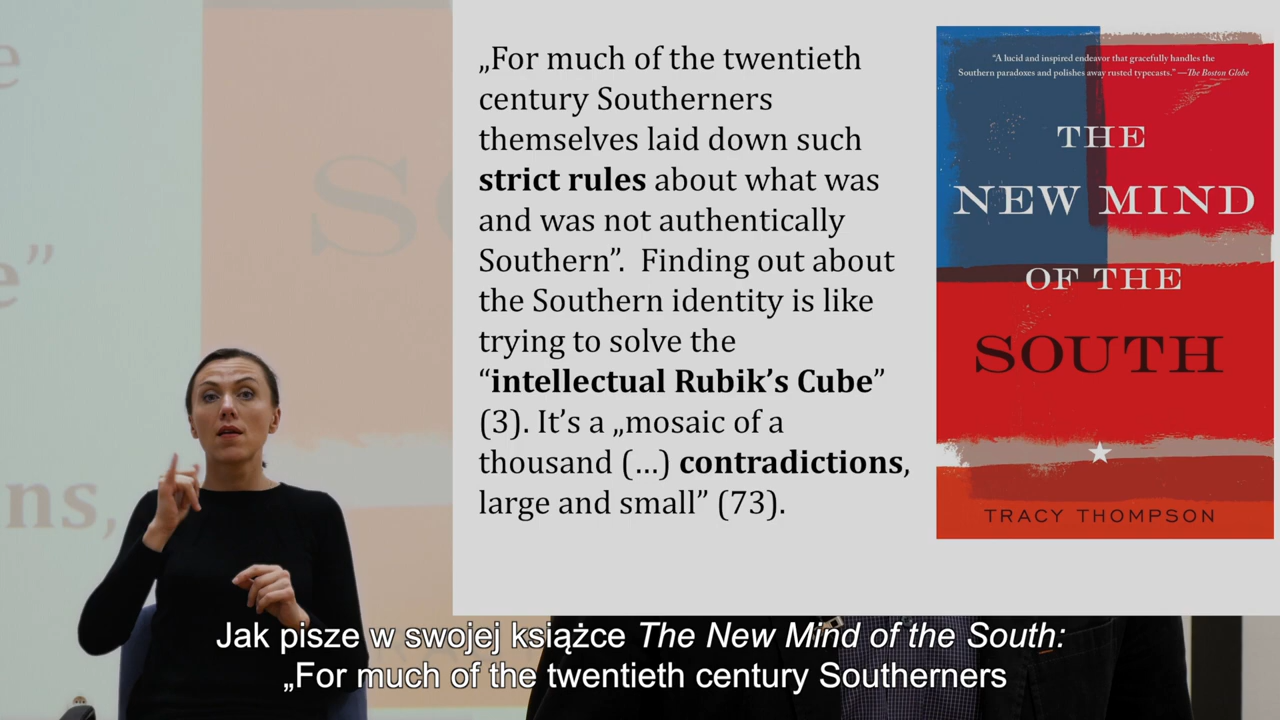 „For much of the twentieth
century Southerners
themselves laid down such
strict rules about what was
and was not authentically
Southern”.  Finding out about
the Southern identity is like
trying to solve the
“intellectual Rubik’s Cube”
(3). It’s a „mosaic of a
thousand (…) contradictions,
large and small” (73).
“A lucid and inspired endeavor that gracefully handles the
Southern paradoxes and polishes away rusted typecasts.” —The Boston Globe
THE
NEW MIND
OF THE
SOUTH
TRACY THOMPSON
e
e”
ns,
Jak pisze w swojej książce The New Mind of the South:
„For much of the twentieth century Southerners